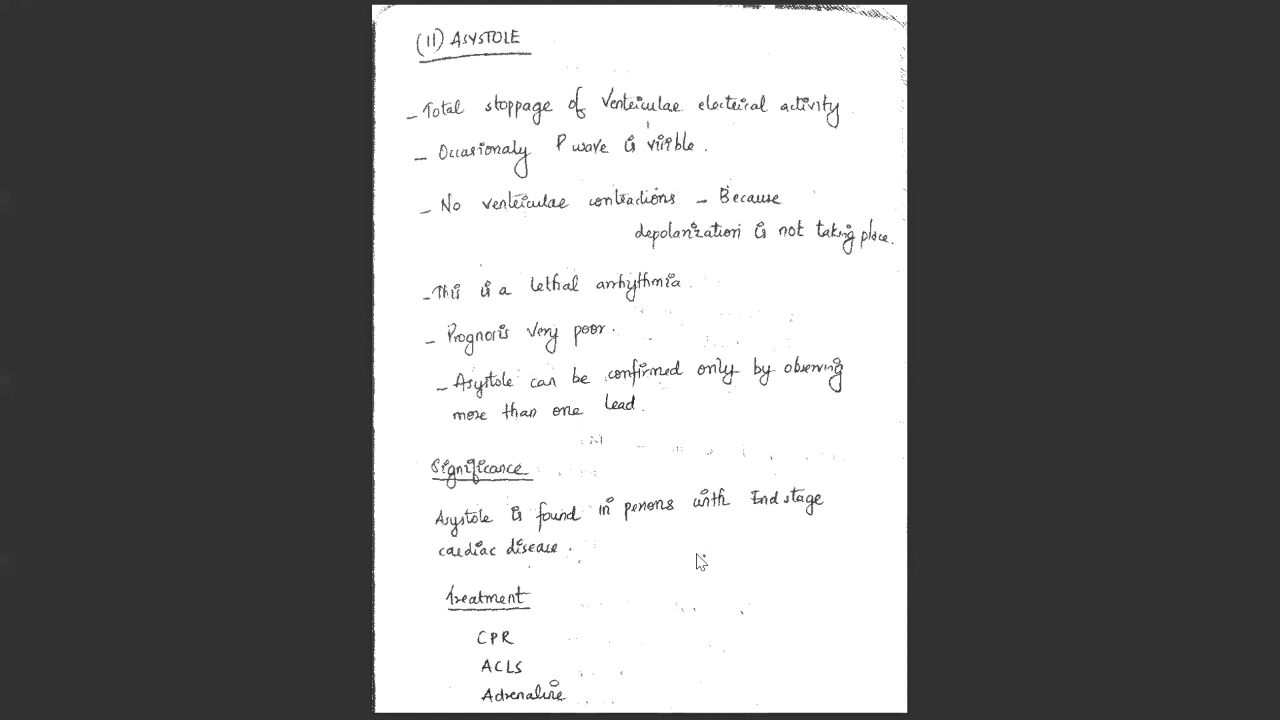 (11) ASYSTOLE
- Total stoppage of Ventricular electrical activity
- Occasionaly P wave is visible.
- No ventricular contractions - Because
depolarization is not taking place.
- This is a lethal arrhythmia.
- Prognosis very poor.
- Asystole can be confirmed only by observing
more than one lead.
Significance
Asystole is found in persons with End stage
cardiac disease.
Treatment
CPR
ACLS
Adrenaline